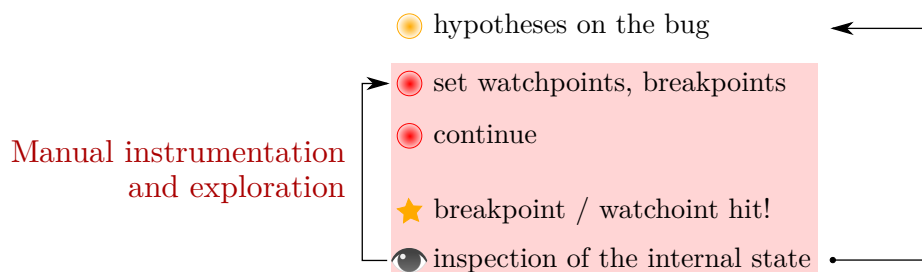 hypotheses on the bug
set watchpoints, breakpoints
continue
Manual instrumentation
and exploration
breakpoint / watchoint hit!
inspection of the internal state